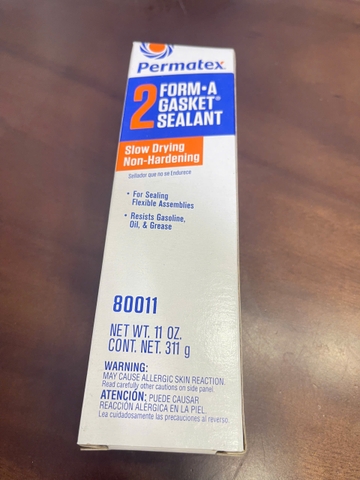 Permatex®
2 FORM·A
GASKET®
SEALANT
Slow Drying
Non-Hardening
Sellador que no se Endurece
• For Sealing
Flexible Assemblies
• Resists Gasoline,
Oil, & Grease
80011
NET WT. 11 OZ.
CONT. NET. 311 g
WARNING:
MAY CAUSE ALLERGIC SKIN REACTION.
Read carefully other cautions on side panel.
ATENCIÓN: PUEDE CAUSAR
REACCIÓN ALÉRGICA EN LA PIEL.
Lea cuidadosamente las precauciones al reverso.